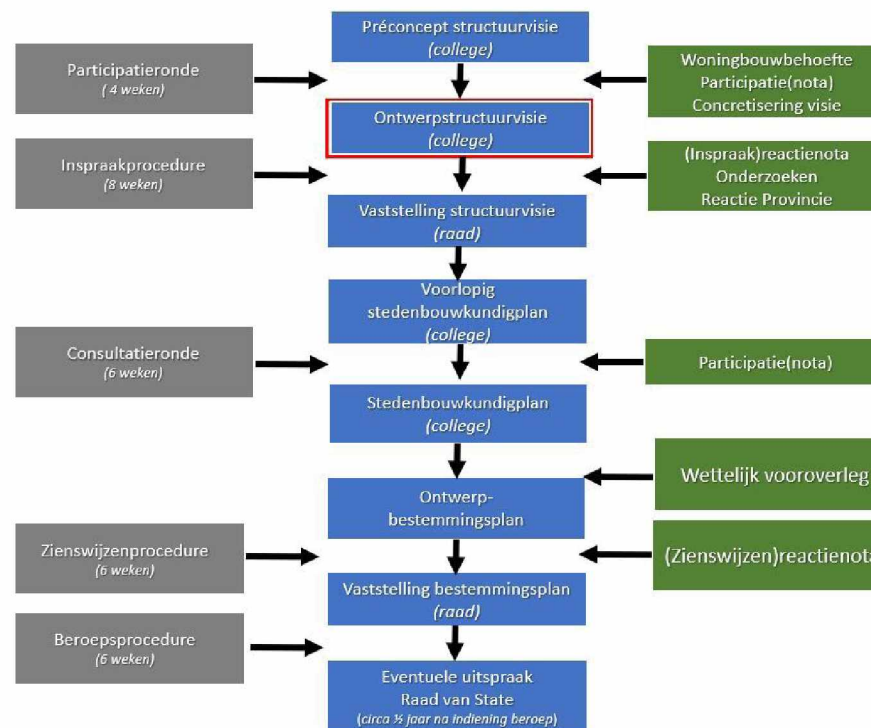 Préconcept structuurvisie
(college)
Participatieronde
( 4 weken)
Woningbouwbehoefte
Participatie(nota)
Concretisering visie
Ontwerpstructuurvisie
(college)
Inspraakprocedure
(8 weken)
(Inspraak)reactienota
Onderzoeken
Reactie Provincie
Vaststelling structuurvisie
(raad)
Voorlopig
stedenbouwkundigplan
(college)
Consultatieronde
(6 weken)
Participatie(nota)
Stedenbouwkundigplan
(college)
Wettelijk vooroverleg
Ontwerp-
bestemmingsplan
Zienswijzenprocedure
(6 weken)
(Zienswijzen)reactienota
Vaststelling bestemmingsplan
(raad)
Beroepsprocedure
(6 weken)
Eventuele uitspraak
Raad van State
(circa ½ jaar na indiening beroep)